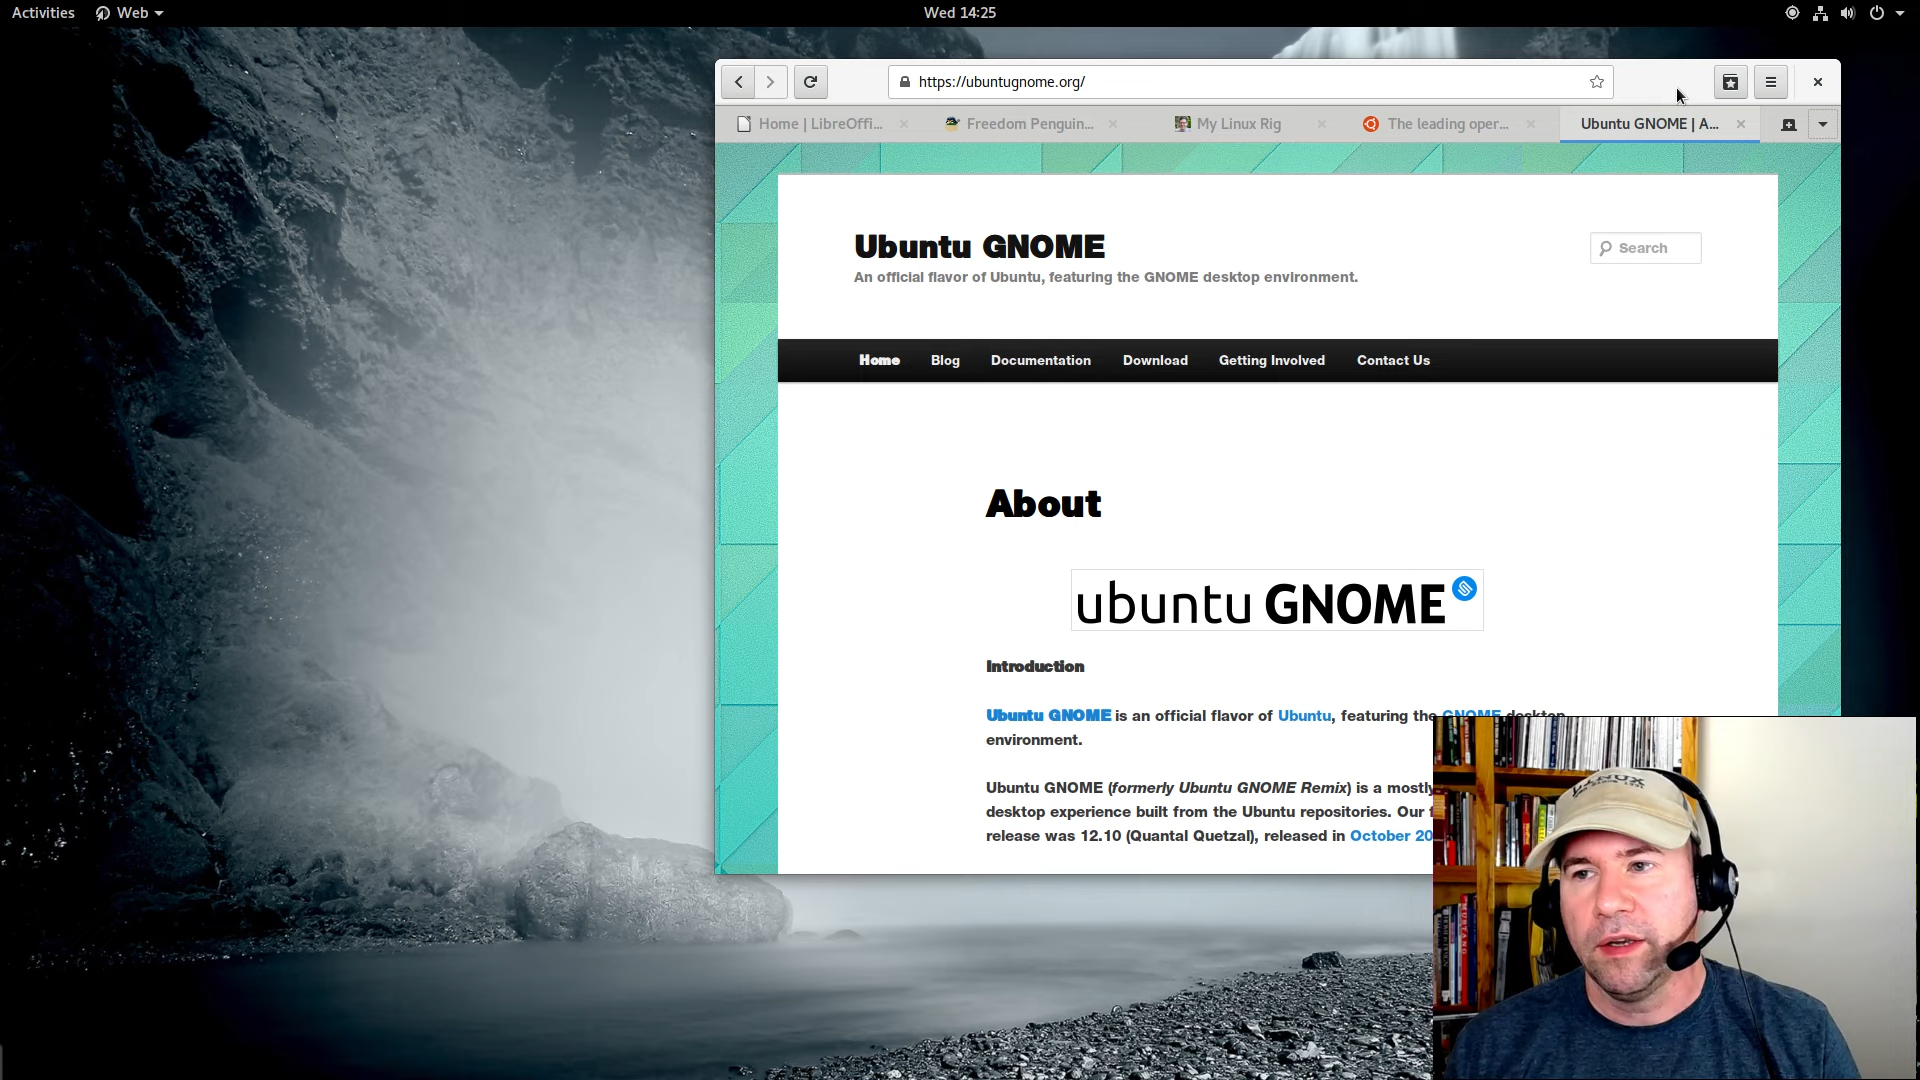 Activities
Web
Wed 14:25
https://ubuntugnome.org/
Home | LibreOffi...
Freedom Penguin...
My Linux Rig
The leading oper...
Ubuntu GNOME | A...
Ubuntu GNOME
Search
An official flavor of Ubuntu, featuring the GNOME desktop environment.
Home
Blog
Documentation
Download
Getting Involved
Contact Us
About
ubuntu GNOME
Introduction
Ubuntu GNOME is an official flavor of Ubuntu, featuring the GNOME desktop
environment.
Ubuntu GNOME (formerly Ubuntu GNOME Remix) is a mostly
desktop experience built from the Ubuntu repositories. Our
release was 12.10 (Quantal Quetzal), released in October 20
LINUX
MUSTANG